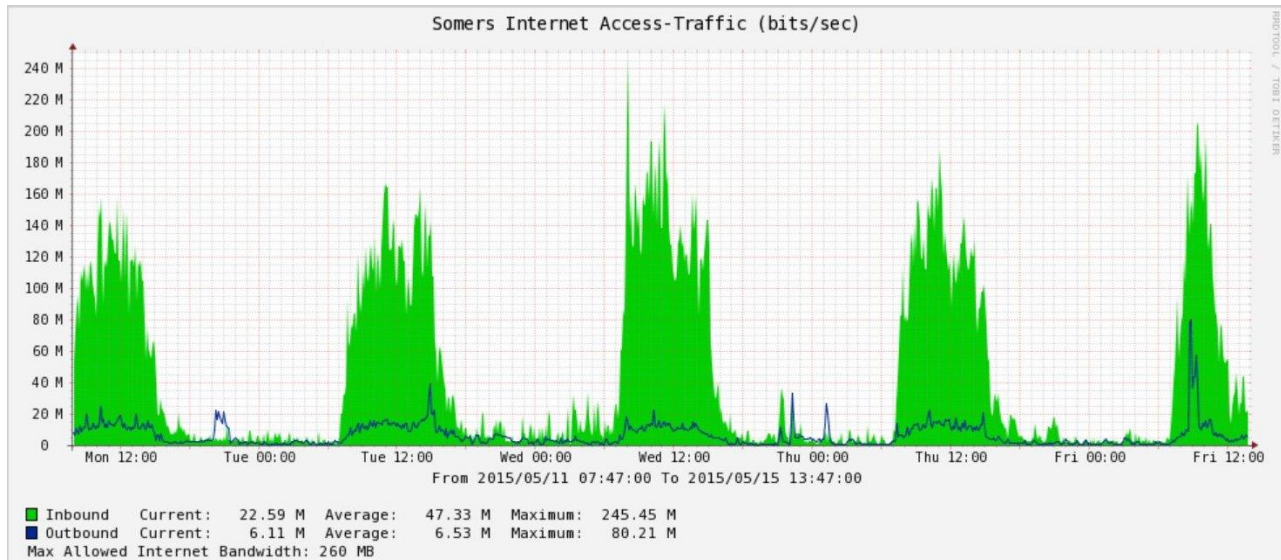 Somers Internet Access-Traffic (bits/sec)
RRDTOOL / TOBI OETIKER
240 M
220 M
200 M
180 M
160 M
140 M
120 M
100 M
80 M
60 M
40 M
20 M
0
Mon 12:00 Tue 00:00 Tue 12:00 Wed 00:00 Wed 12:00 Thu 00:00 Thu 12:00 Fri 00:00 Fri 12:00
From 2015/05/11 07:47:00 To 2015/05/15 13:47:00
Inbound Current: 22.59 M Average: 47.33 M Maximum: 245.45 M
Outbound Current: 6.11 M Average: 6.53 M Maximum: 80.21 M
Max Allowed Internet Bandwidth: 260 MB